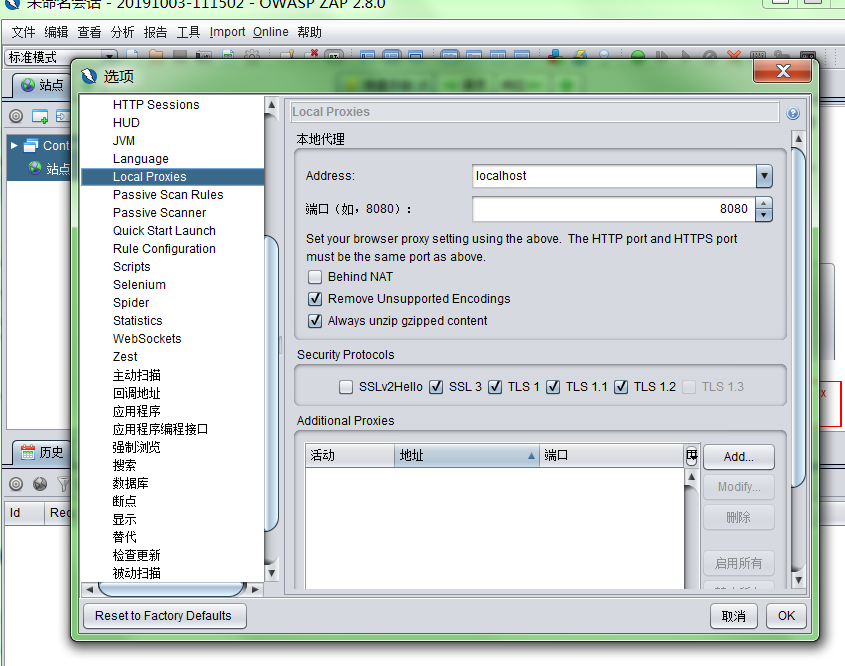 未命名会话 - 20191003-111502 - OWASP ZAP 2.8.0
文件 编辑 查看 分析 报告 工具 Import Online 帮助
标准模式
站点
Cont
站点
历史
Id
Rec
选项
HTTP Sessions
HUD
JVM
Language
Local Proxies
Passive Scan Rules
Passive Scanner
Quick Start Launch
Rule Configuration
Scripts
Selenium
Spider
Statistics
WebSockets
Zest
主动扫描
回调地址
应用程序
应用程序编程接口
强制浏览
搜索
数据库
断点
显示
替代
检查更新
被动扫描
Local Proxies
本地代理
Address: localhost
端口（如，8080）： 8080
Set your browser proxy setting using the above. The HTTP port and HTTPS port
must be the same port as above.
Behind NAT
Remove Unsupported Encodings
Always unzip gzipped content
Security Protocols
SSLv2Hello SSL 3 TLS 1 TLS 1.1 TLS 1.2 TLS 1.3
Additional Proxies
活动 地址 端口
Add...
Modify...
删除
启用所有
Reset to Factory Defaults 取消 OK